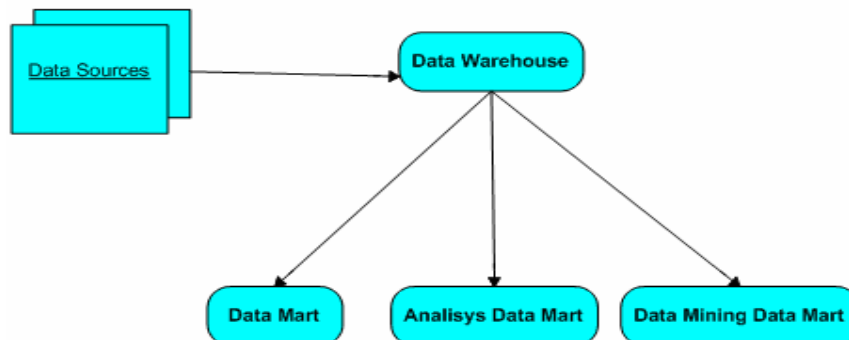 Data Sources
Data Warehouse
Data Mart
Analisys Data Mart
Data Mining Data Mart